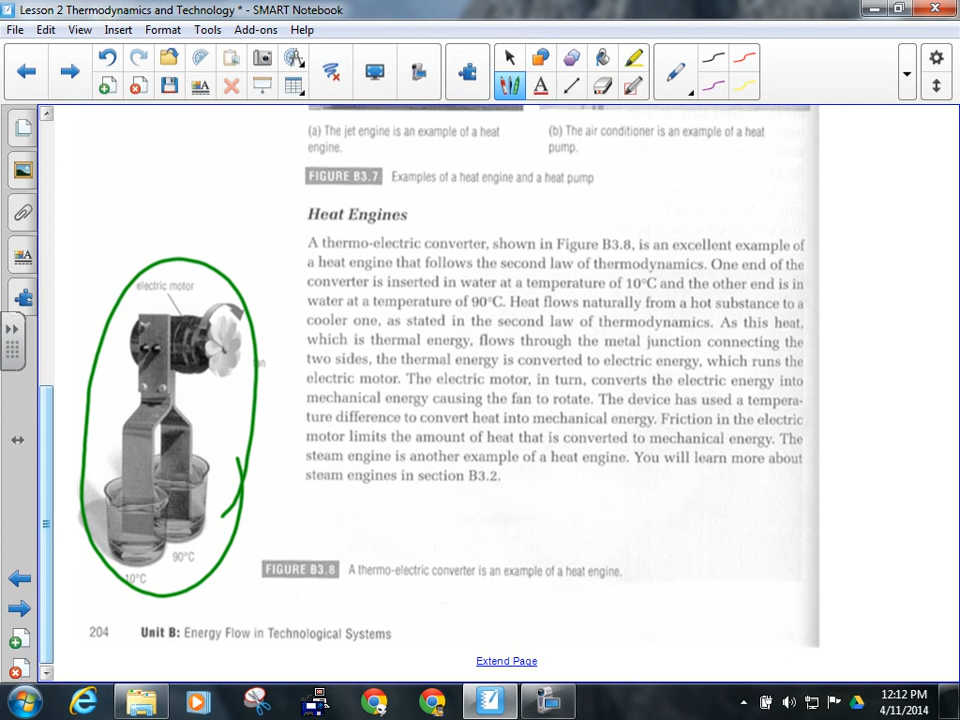 Lesson 2 Thermodynamics and Technology * - SMART Notebook
File Edit View Insert Format Tools Add-ons Help
(a) The jet engine is an example of a heat
engine.
(b) The air conditioner is an example of a heat
pump.
FIGURE B3.7 Examples of a heat engine and a heat pump
Heat Engines
A thermo-electric converter, shown in Figure B3.8, is an excellent example of
a heat engine that follows the second law of thermodynamics. One end of the
converter is inserted in water at a temperature of 10°C and the other end is in
water at a temperature of 90°C. Heat flows naturally from a hot substance to a
cooler one, as stated in the second law of thermodynamics. As this heat,
which is thermal energy, flows through the metal junction connecting the
two sides, the thermal energy is converted to electric energy, which runs the
electric motor. The electric motor, in turn, converts the electric energy into
mechanical energy causing the fan to rotate. The device has used a tempera-
ture difference to convert heat into mechanical energy. Friction in the electric
motor limits the amount of heat that is converted to mechanical energy. The
steam engine is another example of a heat engine. You will learn more about
steam engines in section B3.2.
electric motor
fan
90°C
10°C
FIGURE B3.8 A thermo-electric converter is an example of a heat engine.
204 Unit B: Energy Flow in Technological Systems
Extend Page
12:12 PM
4/11/2014